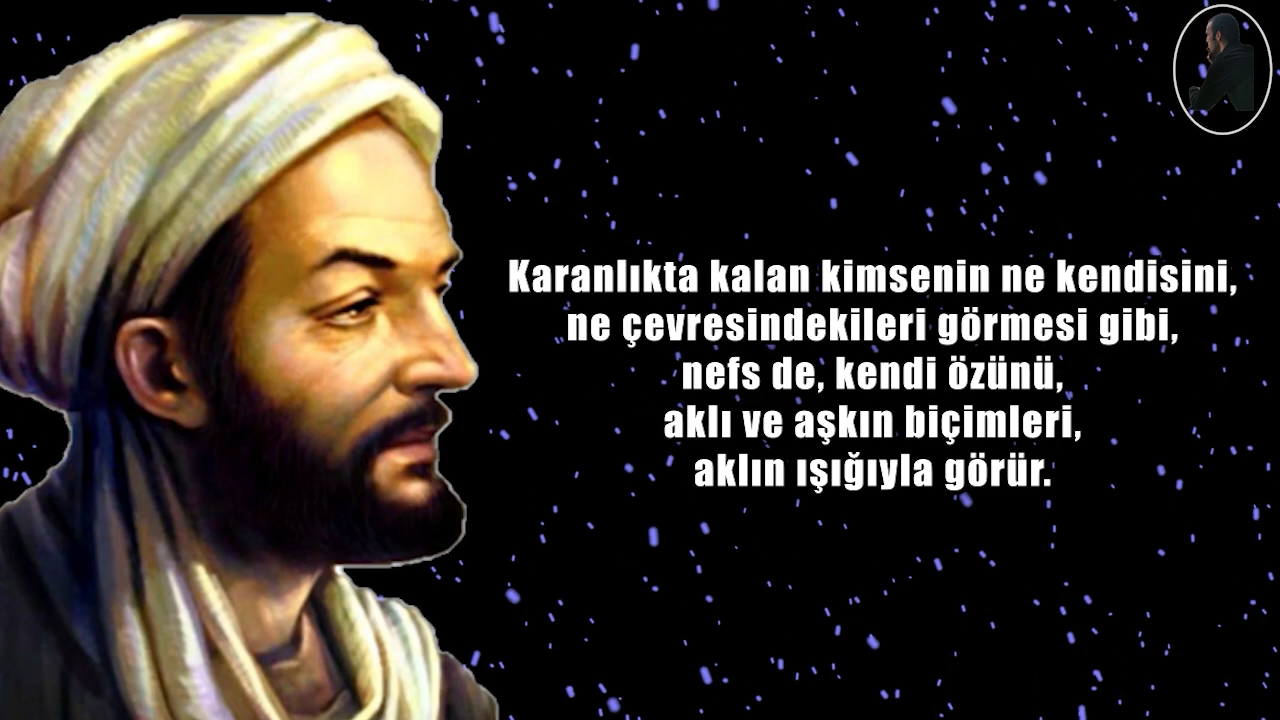 Karanlıkta kalan kimsenin ne kendisini,
ne çevresindekileri görmesi gibi,
nefs de, kendi özünü,
aklı ve aşkın biçimleri,
aklın ışığıyla görür.